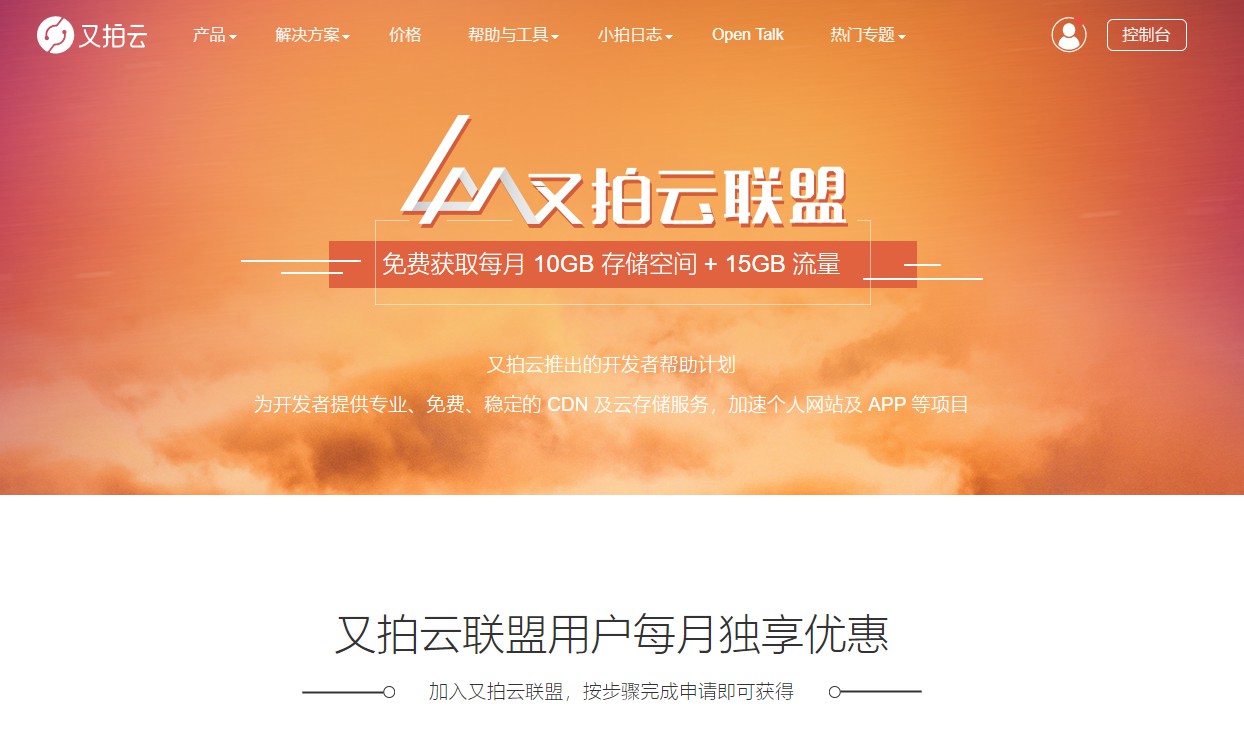 又拍云 产品 解决方案 价格 帮助与工具 小拍日志 Open Talk 热门专题 控制台
又拍云联盟
免费获取每月 10GB 存储空间 + 15GB 流量
又拍云推出的开发者帮助计划
为开发者提供专业、免费、稳定的 CDN 及云存储服务，加速个人网站及 APP 等项目
又拍云联盟用户每月独享优惠
加入又拍云联盟，按步骤完成申请即可获得